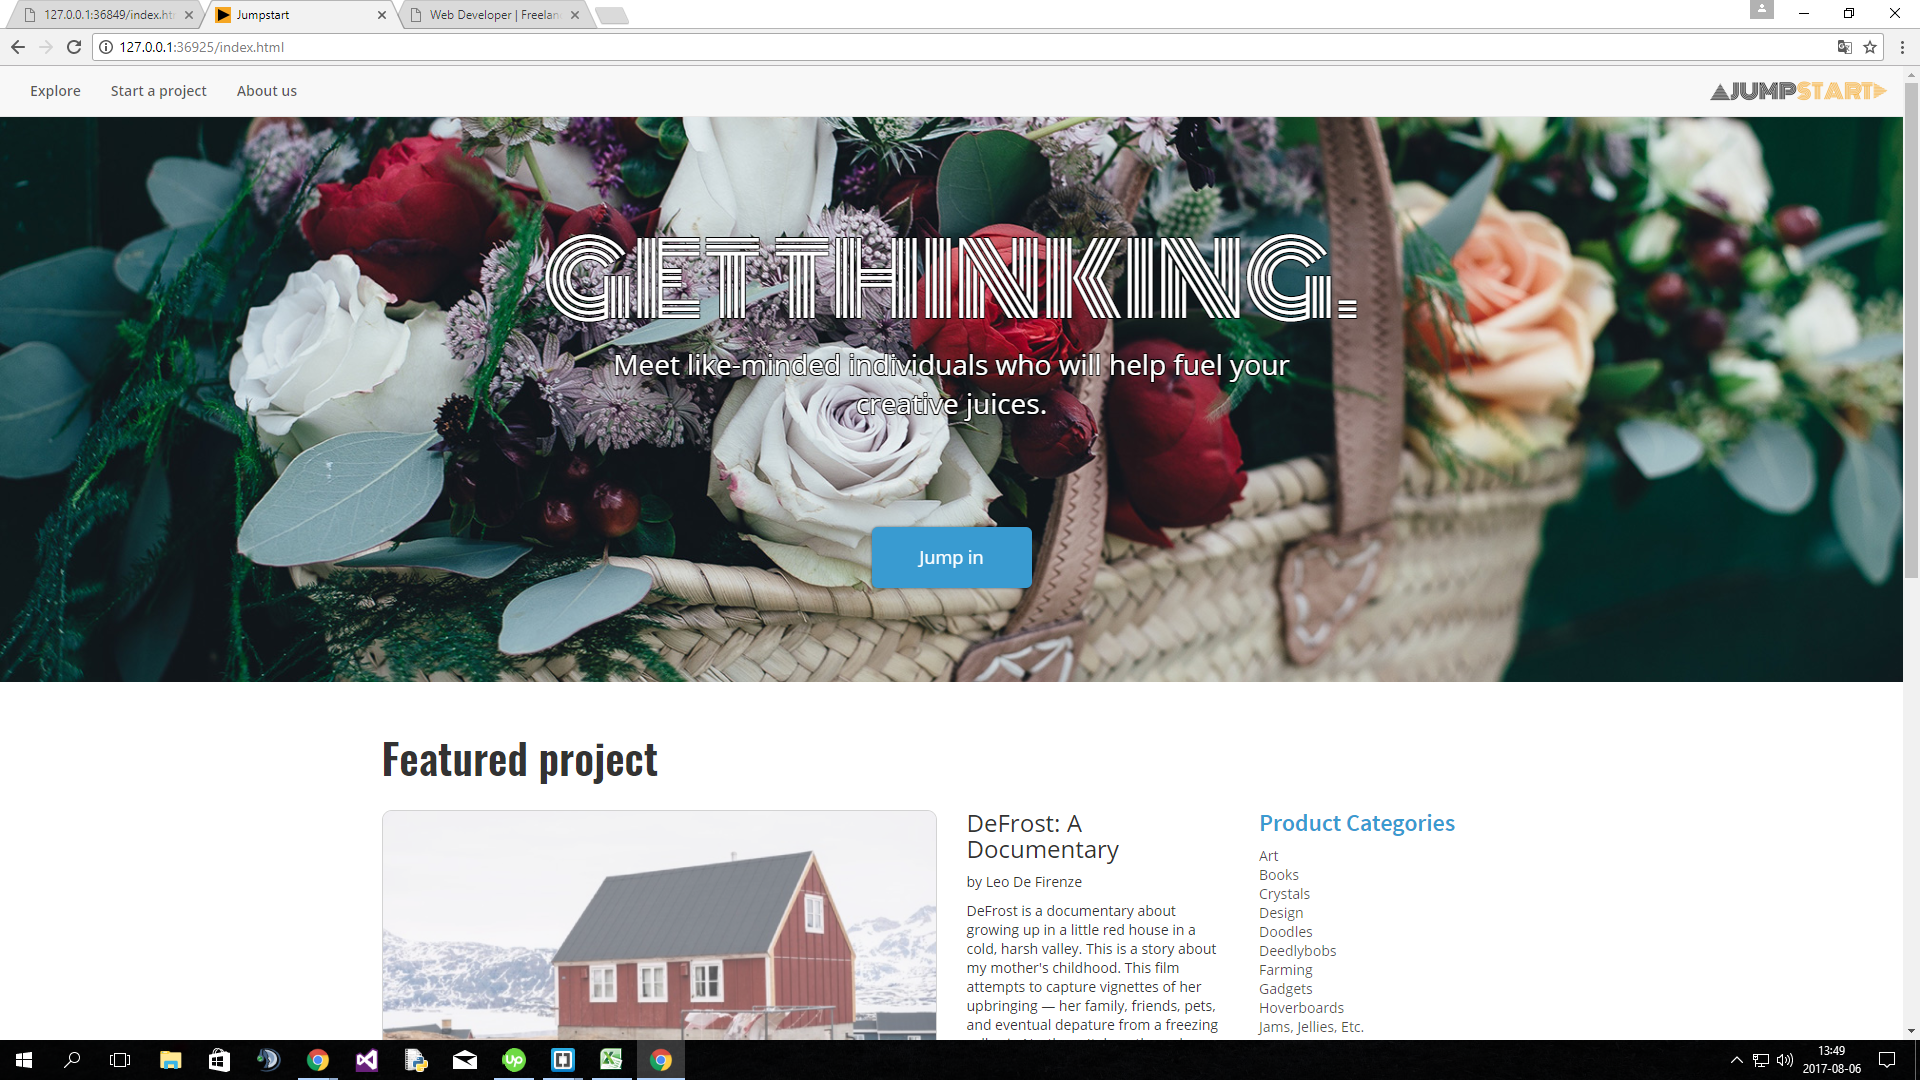 127.0.0.1:36849/index.ht
Jumpstart
Web Developer | Freelan
127.0.0.1:36925/index.html
Explore
Start a project
About us
JUMPSTART
GETTHINKING.
Meet like-minded individuals who will help fuel your
creative juices.
Jump in
Featured project
DeFrost: A
Documentary
by Leo De Firenze
DeFrost is a documentary about
growing up in a little red house in a
cold, harsh valley. This is a story about
my mother's childhood. This film
attempts to capture vignettes of her
upbringing — her family, friends, pets,
and eventual depature from a freezing
Product Categories
Art
Books
Crystals
Design
Doodles
Deedlybobs
Farming
Gadgets
Hoverboards
Jams, Jellies, Etc.
13:49
2017-08-06